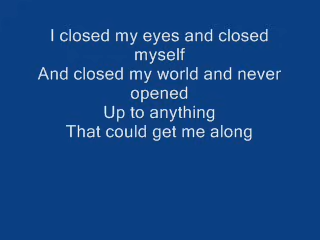 I closed my eyes and closed
myself
And closed my world and never
opened
Up to anything
That could get me along